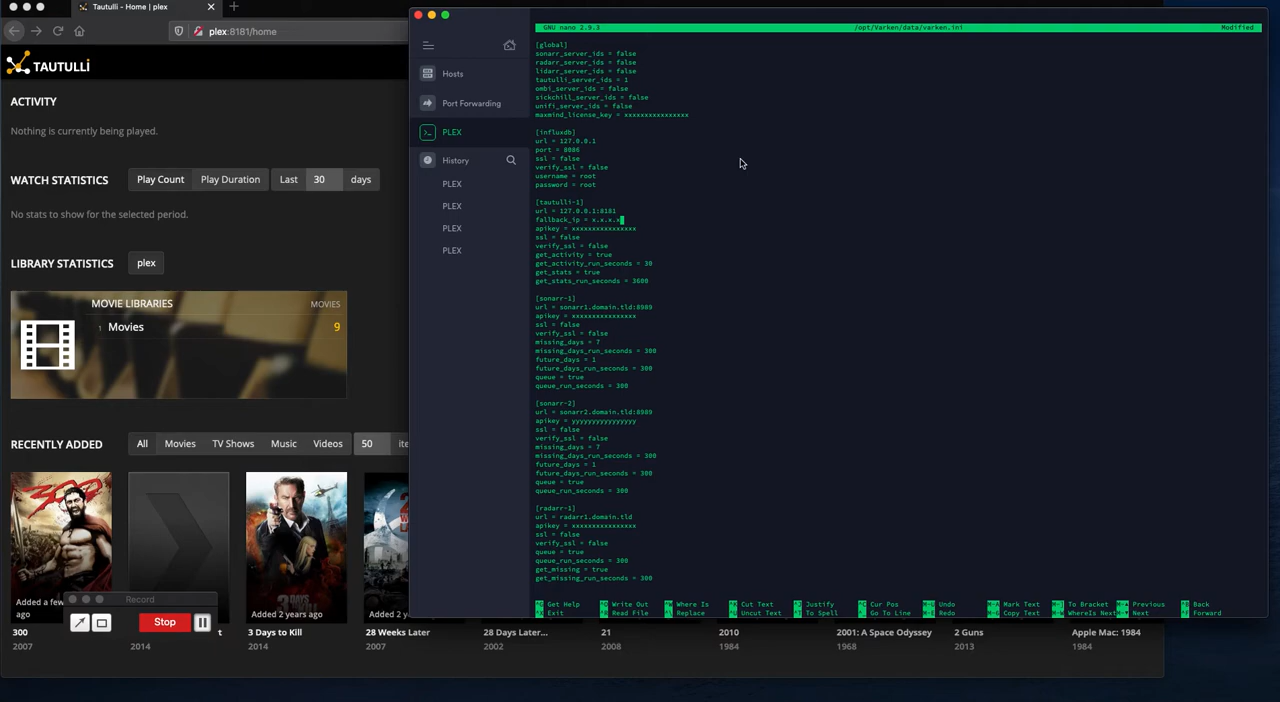 Tautulli - Home | plex
plex:8181/home
TAUTULLI
ACTIVITY
Nothing is currently being played.
WATCH STATISTICS
Play Count
Play Duration
Last
30
days
No stats to show for the selected period.
LIBRARY STATISTICS
plex
MOVIE LIBRARIES
MOVIES
1
Movies
9
RECENTLY ADDED
All
Movies
TV Shows
Music
Videos
50
ite
300
Added a few
ago
Added 2 years ago
300
2007
2014
3 Days to Kill
2014
28 Weeks Later
2007
28 Days Later...
2002
21
2008
2010
1984
2001: A Space Odyssey
1968
2 Guns
2013
Apple Mac: 1984
1984
Record
Stop
Hosts
Port Forwarding
PLEX
History
PLEX
PLEX
PLEX
PLEX
GNU nano 2.9.3
/opt/Varken/data/varken.ini
Modified
[global]
sonarr_server_ids = false
radarr_server_ids = false
lidarr_server_ids = false
tautulli_server_ids = 1
ombi_server_ids = false
sickchill_server_ids = false
unifi_server_ids = false
maxmind_license_key = xxxxxxxxxxxxxxxx
[influxdb]
url = 127.0.0.1
port = 8086
ssl = false
verify_ssl = false
username = root
password = root
[tautulli-1]
url = 127.0.0.1:8181
fallback_ip = x.x.x.x
apikey = xxxxxxxxxxxxxxxx
ssl = false
verify_ssl = false
get_activity = true
get_activity_run_seconds = 30
get_stats = true
get_stats_run_seconds = 3600
[sonarr-1]
url = sonarr1.domain.tld:8989
apikey = xxxxxxxxxxxxxxxx
ssl = false
verify_ssl = false
missing_days = 7
missing_days_run_seconds = 300
future_days = 1
future_days_run_seconds = 300
queue = true
queue_run_seconds = 300
[sonarr-2]
url = sonarr2.domain.tld:8989
apikey = yyyyyyyyyyyyyyyy
ssl = false
verify_ssl = false
missing_days = 7
missing_days_run_seconds = 300
future_days = 1
future_days_run_seconds = 300
queue = true
queue_run_seconds = 300
[radarr-1]
url = radarr1.domain.tld
apikey = xxxxxxxxxxxxxxxx
ssl = false
verify_ssl = false
queue = true
queue_run_seconds = 300
get_missing = true
get_missing_run_seconds = 300
^G Get Help
^O Write Out
^W Where Is
^K Cut Text
^J Justify
^C Cur Pos
M-U Undo
M-A Mark Text
M-] To Bracket
Previous
^B Back
^X Exit
^R Read File
^\ Replace
^U Uncut Text
^T To Spell
^_ Go To Line
M-E Redo
M-6 Copy Text
M-W WhereIs Next
Next
^F Forward